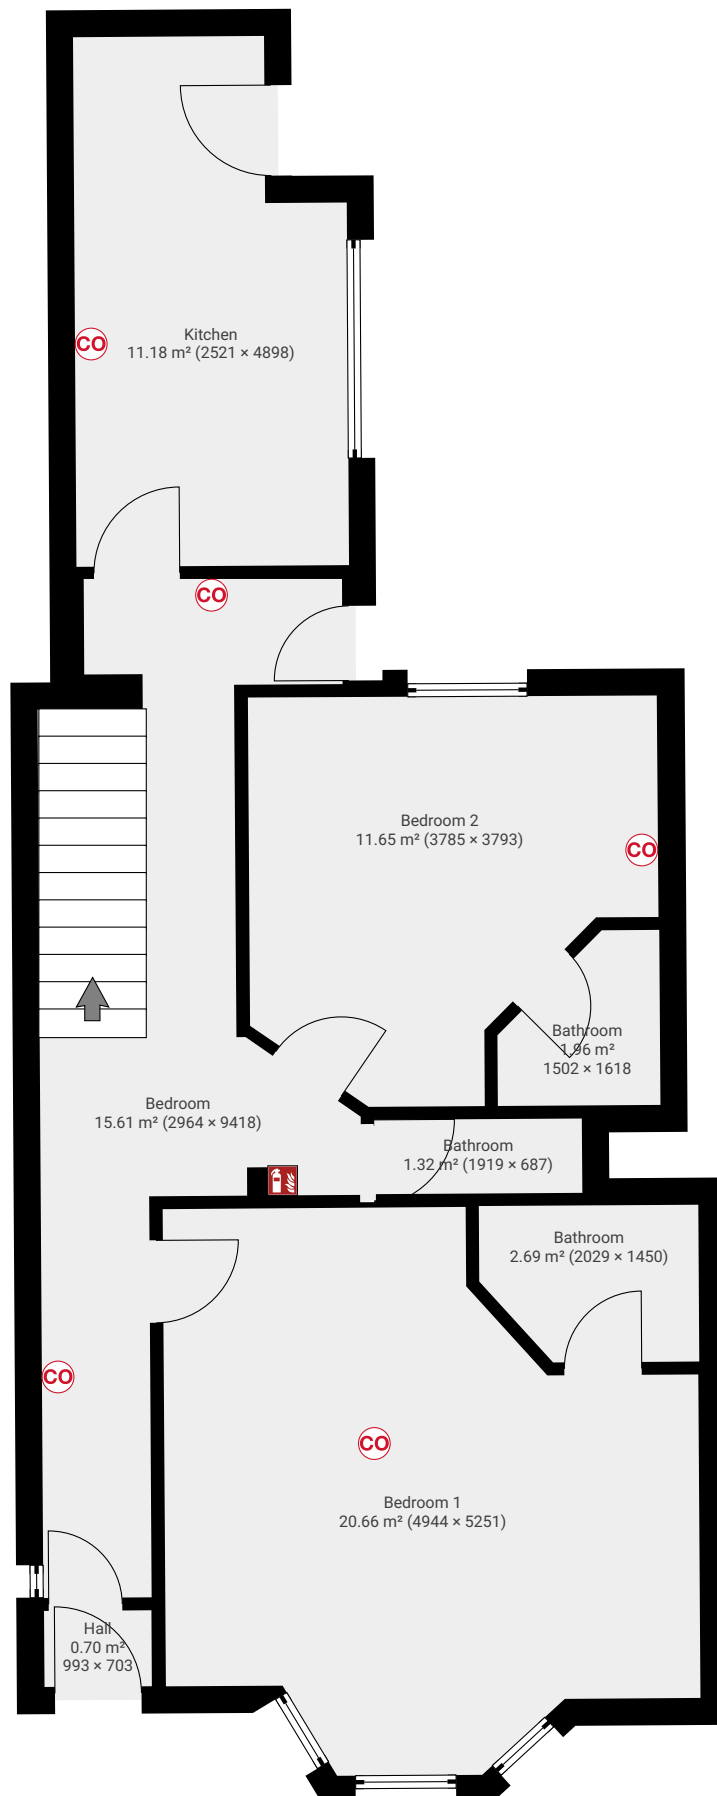 Kitchen
11.18 m² (2521 × 4898)
CO
CO
Bedroom 2
11.65 m² (3785 × 3793)
CO
Bathroom
1.96 m²
1502 × 1618
Bedroom
15.61 m² (2964 × 9418)
Bathroom
1.32 m² (1919 × 687)
Bathroom
2.69 m² (2029 × 1450)
CO
CO
Bedroom 1
20.66 m² (4944 × 5251)
Hall
0.70 m²
993 × 703